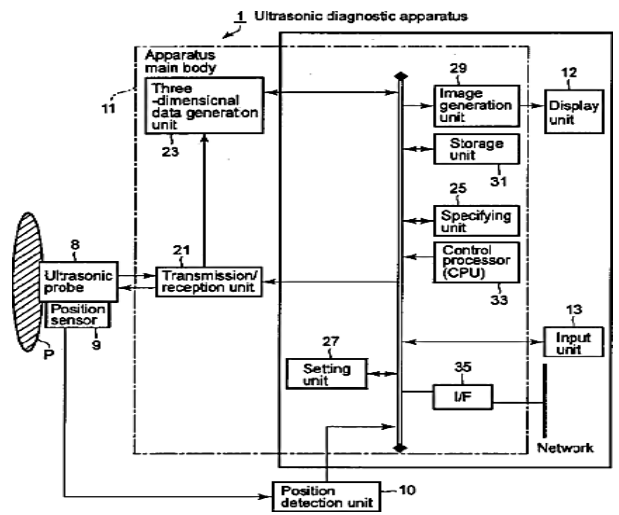 1 Ultrasonic diagnostic apparatus
Apparatus
main body
11
Three
-dimensional
data generation
unit
23
29
Image
generation
unit
12
Display
unit
Storage
unit
31
25
Specifying
unit
Control
processor
(CPU)
33
8
Ultrasonic
probe
Position
sensor
9
P
21
Transmission/
reception unit
13
Input
unit
27
Setting
unit
35
I/F
Network
Position
detection unit
10